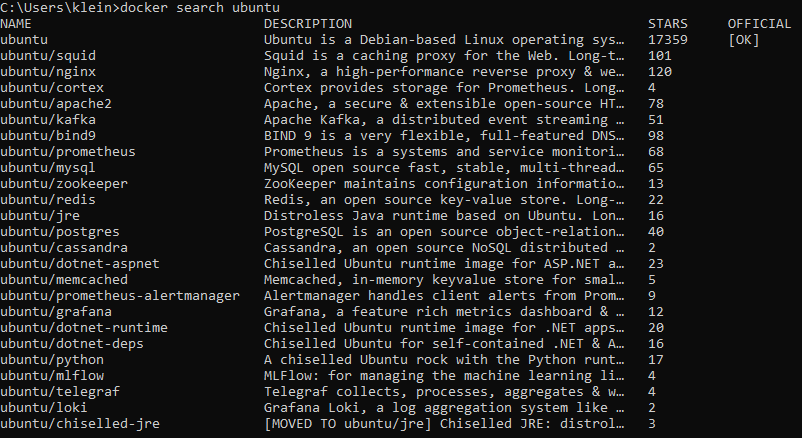 C:\Users\klein>docker search ubuntu
NAME DESCRIPTION STARS OFFICIAL
ubuntu Ubuntu is a Debian-based Linux operating sys… 17359 [OK]
ubuntu/squid Squid is a caching proxy for the Web. Long-t… 101
ubuntu/nginx Nginx, a high-performance reverse proxy & we… 120
ubuntu/cortex Cortex provides storage for Prometheus. Long… 4
ubuntu/apache2 Apache, a secure & extensible open-source HT… 78
ubuntu/kafka Apache Kafka, a distributed event streaming … 51
ubuntu/bind9 BIND 9 is a very flexible, full-featured DNS… 98
ubuntu/prometheus Prometheus is a systems and service monitori… 68
ubuntu/mysql MySQL open source fast, stable, multi-thread… 65
ubuntu/zookeeper ZooKeeper maintains configuration informatio… 13
ubuntu/redis Redis, an open source key-value store. Long-… 22
ubuntu/jre Distroless Java runtime based on Ubuntu. Lon… 16
ubuntu/postgres PostgreSQL is an open source object-relation… 40
ubuntu/cassandra Cassandra, an open source NoSQL distributed … 2
ubuntu/dotnet-aspnet Chiselled Ubuntu runtime image for ASP.NET a… 23
ubuntu/memcached Memcached, in-memory keyvalue store for smal… 5
ubuntu/prometheus-alertmanager Alertmanager handles client alerts from Prom… 9
ubuntu/grafana Grafana, a feature rich metrics dashboard & … 12
ubuntu/dotnet-runtime Chiselled Ubuntu runtime image for .NET apps… 20
ubuntu/dotnet-deps Chiselled Ubuntu for self-contained .NET & A… 16
ubuntu/python A chiselled Ubuntu rock with the Python runt… 17
ubuntu/mlflow MLFlow: for managing the machine learning li… 4
ubuntu/telegraf Telegraf collects, processes, aggregates & w… 4
ubuntu/loki Grafana Loki, a log aggregation system like … 2
ubuntu/chiselled-jre [MOVED TO ubuntu/jre] Chiselled JRE: distrol… 3